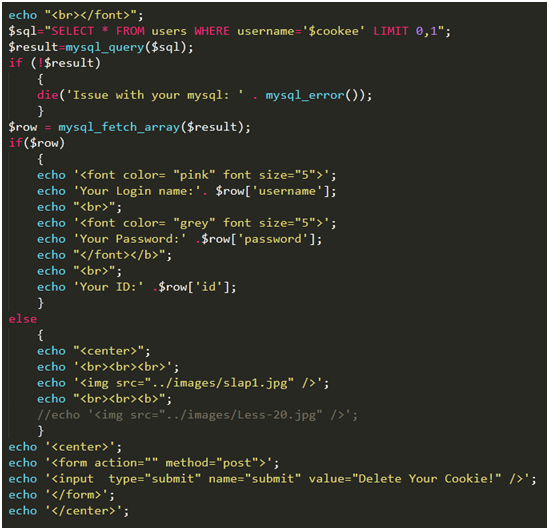 echo "<br></font>";
$sql="SELECT * FROM users WHERE username='$cookee' LIMIT 0,1";
$result=mysql_query($sql);
if (!$result)
{
die('Issue with your mysql: ' . mysql_error());
}
$row = mysql_fetch_array($result);
if($row)
{
echo '<font color= "pink" font size="5">';
echo 'Your Login name:'. $row['username'];
echo "<br>";
echo '<font color= "grey" font size="5">';
echo 'Your Password:' .$row['password'];
echo "</font></b>";
echo "<br>";
echo 'Your ID:' .$row['id'];
}
else
{
echo "<center>";
echo '<br><br><br>';
echo '<img src="../images/slap1.jpg" />';
echo "<br><br><b>";
//echo '<img src="../images/Less-20.jpg" />';
}
echo '<center>';
echo '<form action="" method="post">';
echo '<input  type="submit" name="submit" value="Delete Your Cookie!" />';
echo '</form>';
echo '</center>';